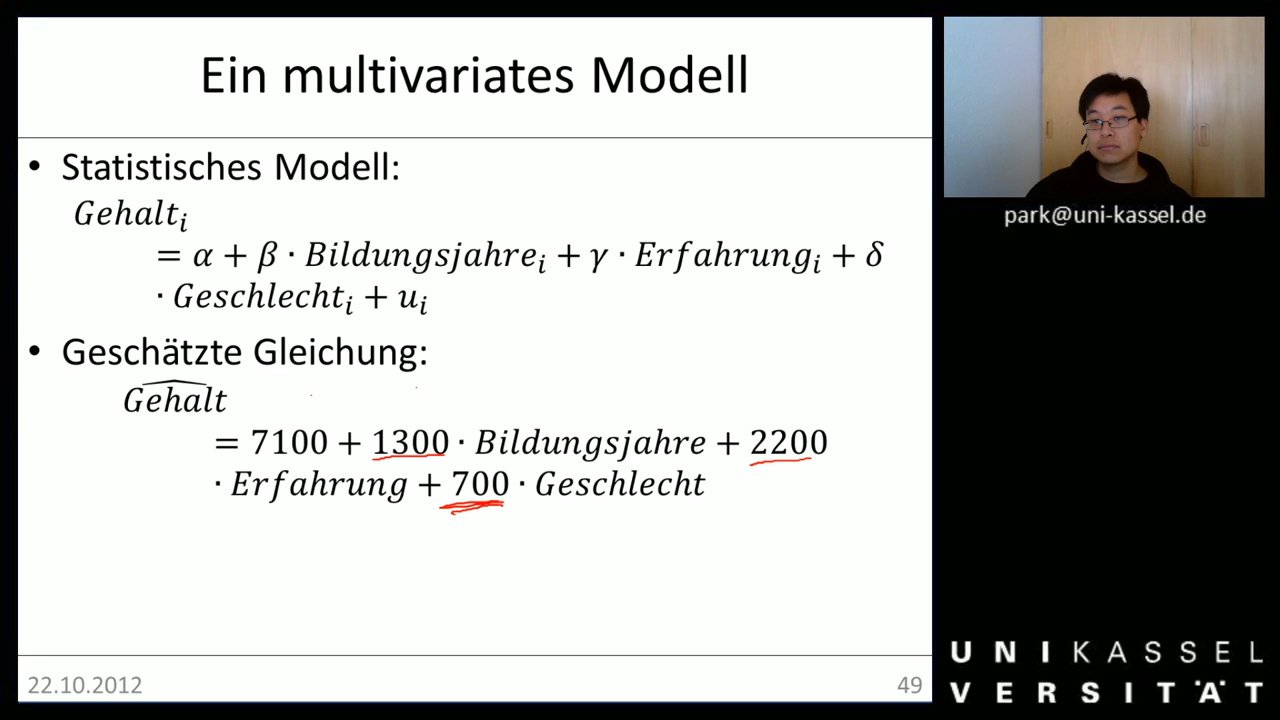 Ein multivariates Modell
• Statistisches Modell:
Gehaltᵢ
= α + β · Bildungsjahreᵢ + γ · Erfahrungᵢ + δ
· Geschlechtᵢ + uᵢ
• Geschätzte Gleichung:
Gehalt̂
= 7100 + 1300 · Bildungsjahre + 2200
· Erfahrung + 700 · Geschlecht
22.10.2012
49
park@uni-kassel.de
UNIKASSEL
VERSITÄT